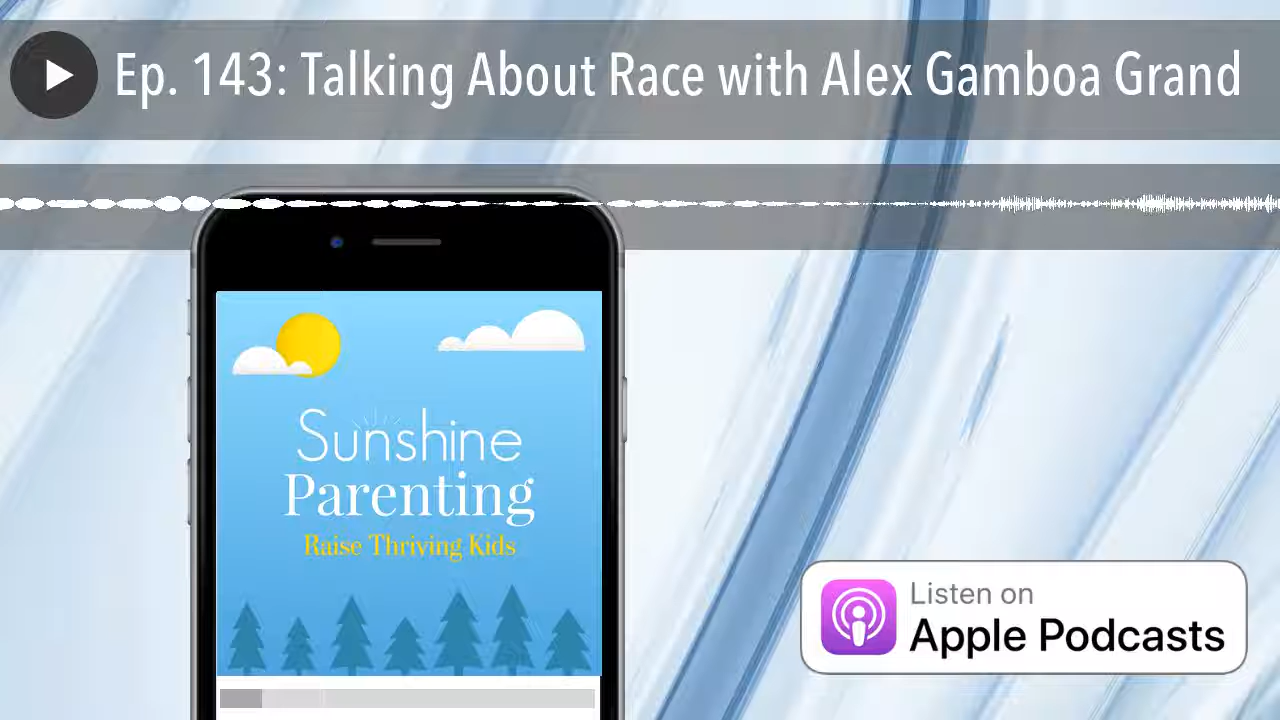 Ep. 143: Talking About Race with Alex Gamboa Grand
Sunshine
Parenting
Raise Thriving Kids
Listen on
Apple Podcasts